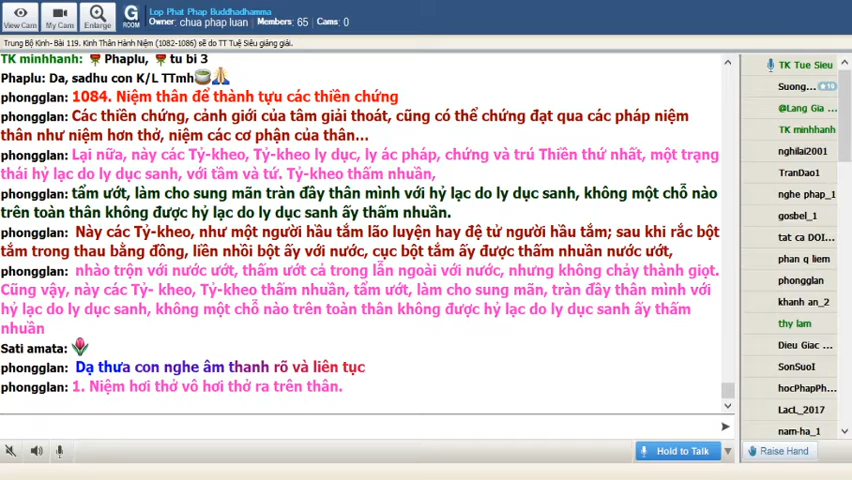 View Cam
My Cam
Enlarge
G
ROOM
Lop Phat Phap Buddhadhamma
Owner: chua phap luan Members: 65 Cams: 0
Trung Bộ Kinh- Bài 119. Kinh Thân Hành Niệm (1082-1086) sẽ do TT Tuệ Siêu giảng giải.
TK minhhanh: Phaplu, tu bi 3
Phaplu: Da, sadhu con K/L TTmh
phongglan: 1084. Niệm thân để thành tựu các thiền chứng
phongglan: Các thiền chứng, cảnh giới của tâm giải thoát, cũng có thể chứng đạt qua các pháp niệm
thân như niệm hơn thở, niệm các cơ phận của thân...
phongglan: Lại nữa, này các Tỷ-kheo, Tỷ-kheo ly dục, ly ác pháp, chứng và trú Thiền thứ nhất, một trạng
thái hỷ lạc do ly dục sanh, với tầm và tứ. Tỷ-kheo thấm nhuần,
phongglan: tẩm ướt, làm cho sung mãn tràn đầy thân mình với hỷ lạc do ly dục sanh, không một chỗ nào
trên toàn thân không được hỷ lạc do ly dục sanh ấy thấm nhuần.
phongglan: Này các Tỷ-kheo, như một người hầu tắm lão luyện hay đệ tử người hầu tắm; sau khi rắc bột
tắm trong thau bằng đồng, liền nhồi bột ấy với nước, cục bột tắm ấy được thấm nhuần nước ướt,
phongglan: nhào trộn với nước ướt, thấm ướt cả trong lẫn ngoài với nước, nhưng không chảy thành giọt.
Cũng vậy, này các Tỷ- kheo, Tỷ-kheo thấm nhuần, tẩm ướt, làm cho sung mãn, tràn đầy thân mình với
hỷ lạc do ly dục sanh, không một chỗ nào trên toàn thân không được hỷ lạc do ly dục sanh ấy thấm
nhuần
Sati amata:
phongglan: Dạ thưa con nghe âm thanh rõ và liên tục
phongglan: 1. Niệm hơi thở vô hơi thở ra trên thân.
Hold to Talk
TK Tue Sieu
Suong... 10
@Lang Gia ...
TK minhhanh
nghilai2001
TranDao1
nghe phap_1
gosbel_1
tat ca DOI...
phan q liem
phongglan
khanh an_2
thy lam
Dieu Giac ...
SonSuoI
hocPhapPh...
LacL_2017
nam-ha_1
Raise Hand